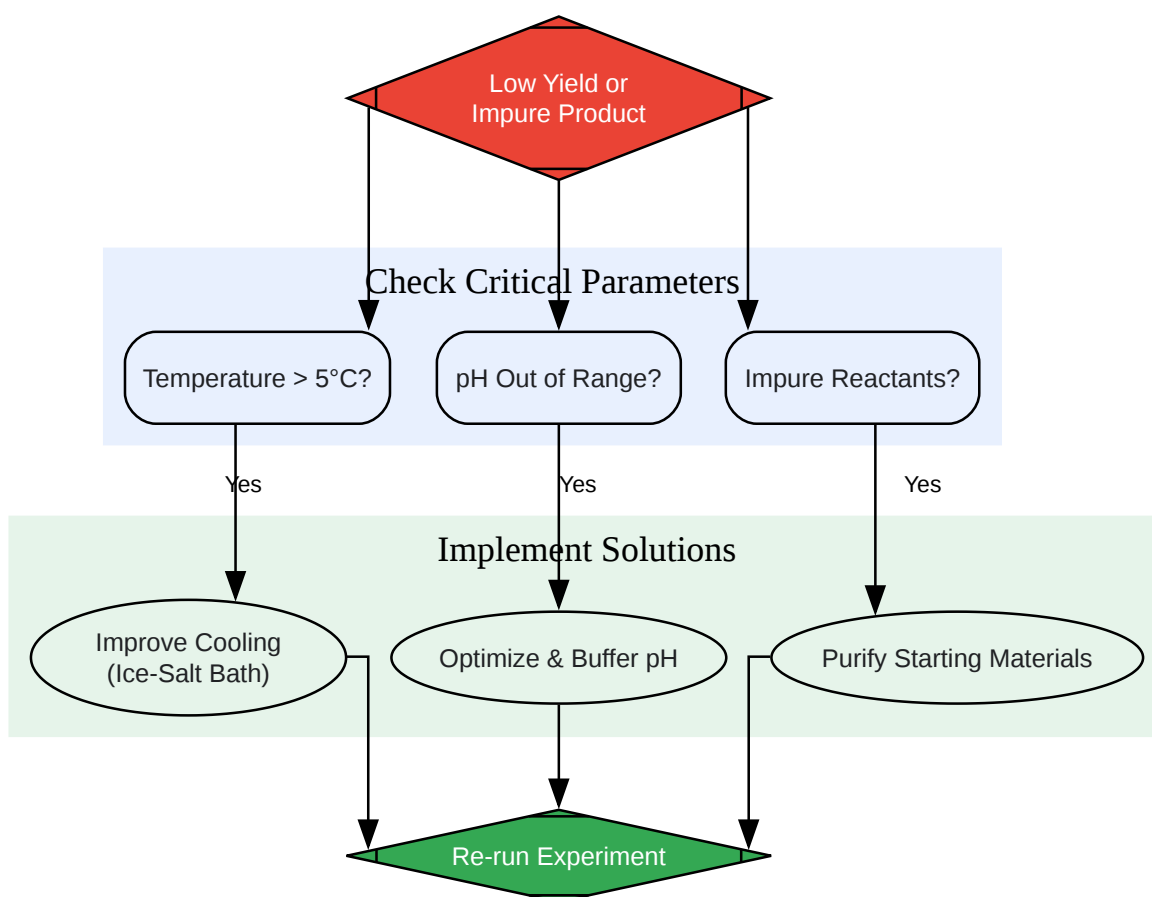 Low Yield or
Impure Product
Check Critical Parameters
Temperature > 5°C?
pH Out of Range?
Impure Reactants?
Yes
Yes
Yes
Implement Solutions
Improve Cooling
(Ice-Salt Bath)
Optimize & Buffer pH
Purify Starting Materials
Re-run Experiment